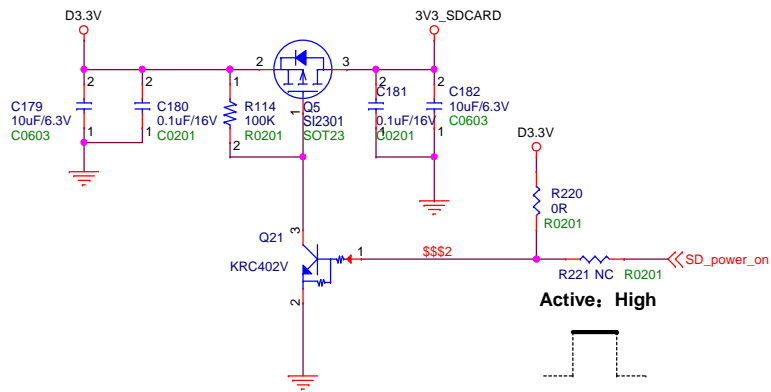 D3.3V
3V3_SDCARD
2
3
2
2
1
2
2
C179
10uF/6.3V
C0603
C180
0.1uF/16V
C0201
R114
100K
R0201
Q5
SI2301
SOT23
C181
0.1uF/16V
C0201
C182
10uF/6.3V
C0603
1
1
2
1
1
1
D3.3V
R220
0R
R0201
3
Q21
KRC402V
1
$$$2
2
R221 NC
R0201
SD_power_on
Active：High